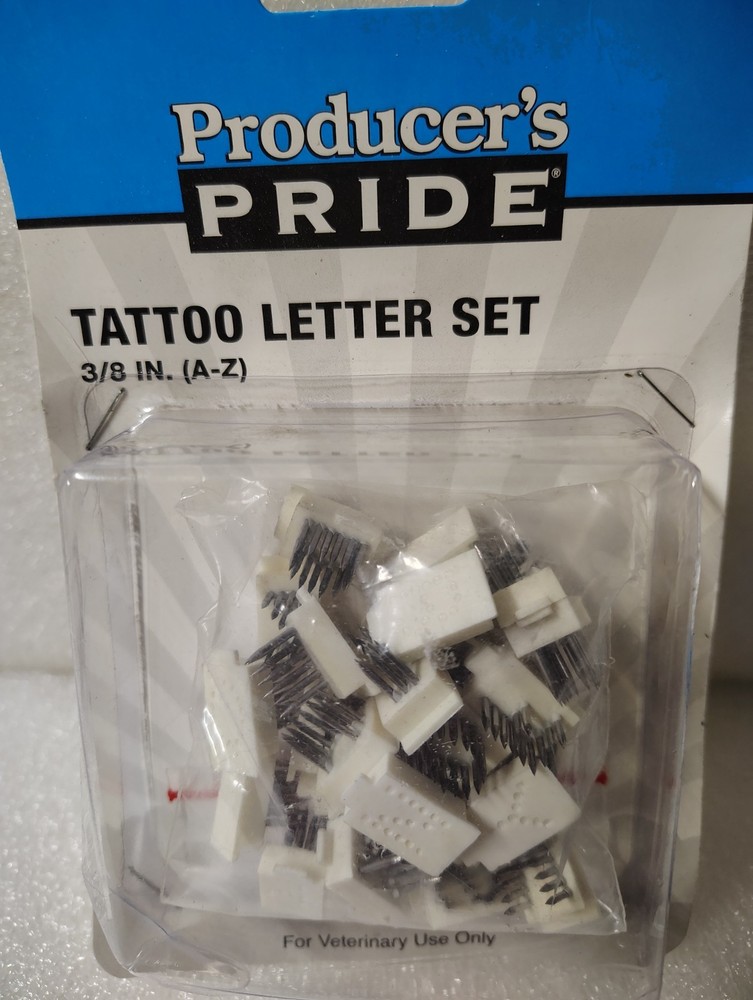 Producer's
PRIDE®
TATTOO LETTER SET
3/8 IN. (A-Z)
For Veterinary Use Only